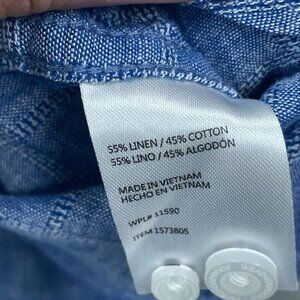 55% LINEN / 45% COTTON
55% LINO / 45% ALGODÓN
MADE IN VIETNAM
HECHO EN VIETNAM
WPL# 11590
ITEM 1573805